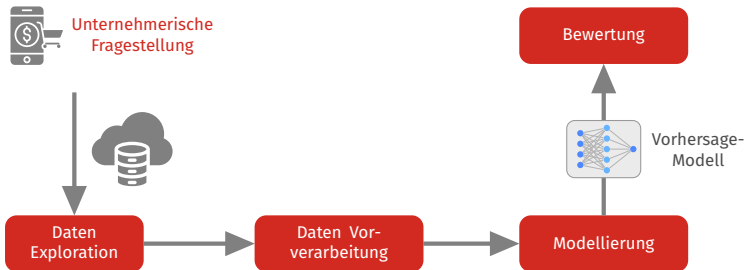 Unternehmerische
Fragestellung
Bewertung
Vorhersage-
Modell
Daten
Exploration
Daten Vor-
verarbeitung
Modellierung